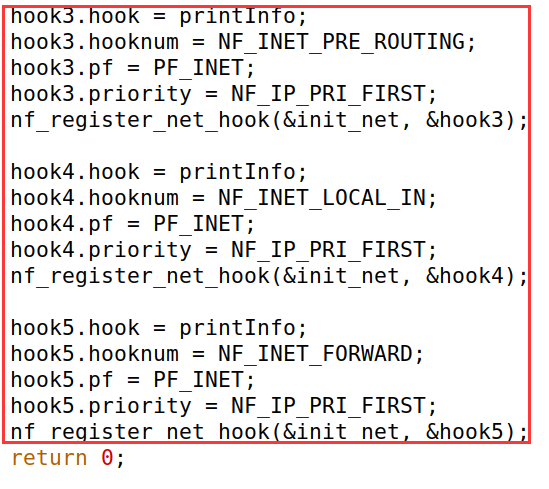 hook3.hook = printInfo;
hook3.hooknum = NF_INET_PRE_ROUTING;
hook3.pf = PF_INET;
hook3.priority = NF_IP_PRI_FIRST;
nf_register_net_hook(&init_net, &hook3);
hook4.hook = printInfo;
hook4.hooknum = NF_INET_LOCAL_IN;
hook4.pf = PF_INET;
hook4.priority = NF_IP_PRI_FIRST;
nf_register_net_hook(&init_net, &hook4);
hook5.hook = printInfo;
hook5.hooknum = NF_INET_FORWARD;
hook5.pf = PF_INET;
hook5.priority = NF_IP_PRI_FIRST;
nf_register_net_hook(&init_net, &hook5);
return 0;